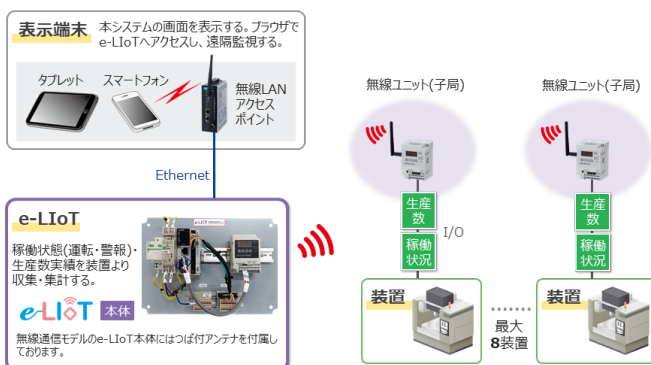 表示端末
本システムの画面を表示する。ブラウザで
e-LIoTへアクセスし、遠隔監視する。
タブレット
スマートフォン
無線LAN
アクセス
ポイント
Ethernet
e-LIoT
稼働状態(運転・警報)・
生産数実績を装置より
収集・集計する。
e-LIoT 本体
無線通信モデルのe-LIoT本体にはつば付アンテナを付属し
ております。
無線ユニット(子局)
生産
数
I/O
稼働
状況
装置
最大
8装置
無線ユニット(子局)
生産
数
稼働
状況
装置